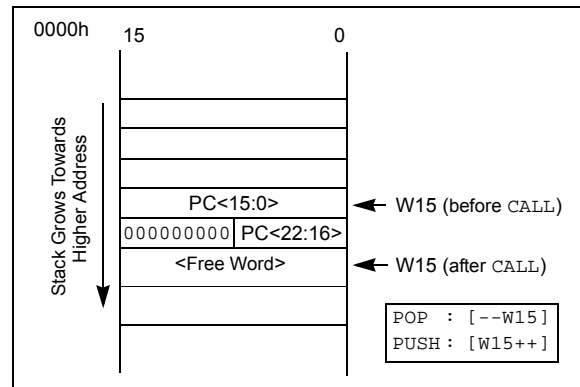 0000h
15 0
Stack Grows Towards
Higher Address
PC<15:0>
W15 (before CALL)
000000000 PC<22:16>
<Free Word>
W15 (after CALL)
POP : [--W15]
PUSH: [W15++]